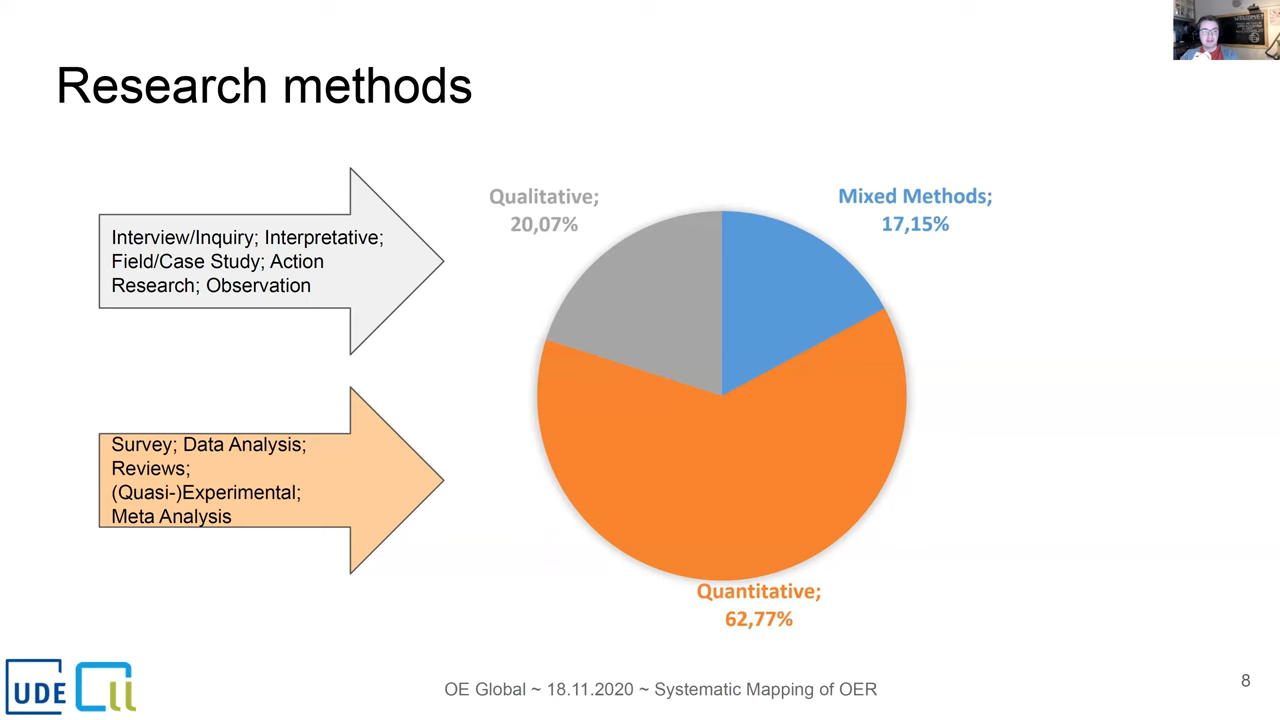 Research methods
Interview/Inquiry; Interpretative;
Field/Case Study; Action
Research; Observation
Survey; Data Analysis;
Reviews;
(Quasi-)Experimental;
Meta Analysis
Qualitative;
20,07%
Mixed Methods;
17,15%
Quantitative;
62,77%
UDE
OE Global ~ 18.11.2020 ~ Systematic Mapping of OER
8